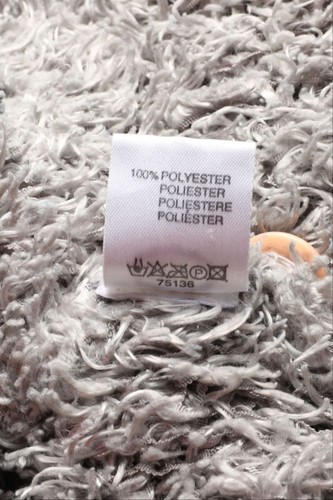 100% POLYESTER
POLIESTER
POLIESTERE
POLIÉSTER
P
75136